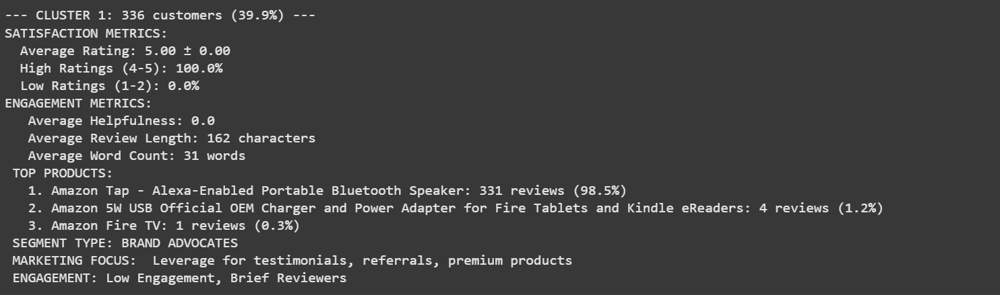 --- CLUSTER 1: 336 customers (39.9%) ---
SATISFACTION METRICS:
Average Rating: 5.00 ± 0.00
High Ratings (4-5): 100.0%
Low Ratings (1-2): 0.0%
ENGAGEMENT METRICS:
Average Helpfulness: 0.0
Average Review Length: 162 characters
Average Word Count: 31 words
TOP PRODUCTS:
1. Amazon Tap - Alexa-Enabled Portable Bluetooth Speaker: 331 reviews (98.5%)
2. Amazon 5W USB Official OEM Charger and Power Adapter for Fire Tablets and Kindle eReaders: 4 reviews (1.2%)
3. Amazon Fire TV: 1 reviews (0.3%)
SEGMENT TYPE: BRAND ADVOCATES
MARKETING FOCUS:  Leverage for testimonials, referrals, premium products
ENGAGEMENT: Low Engagement, Brief Reviewers